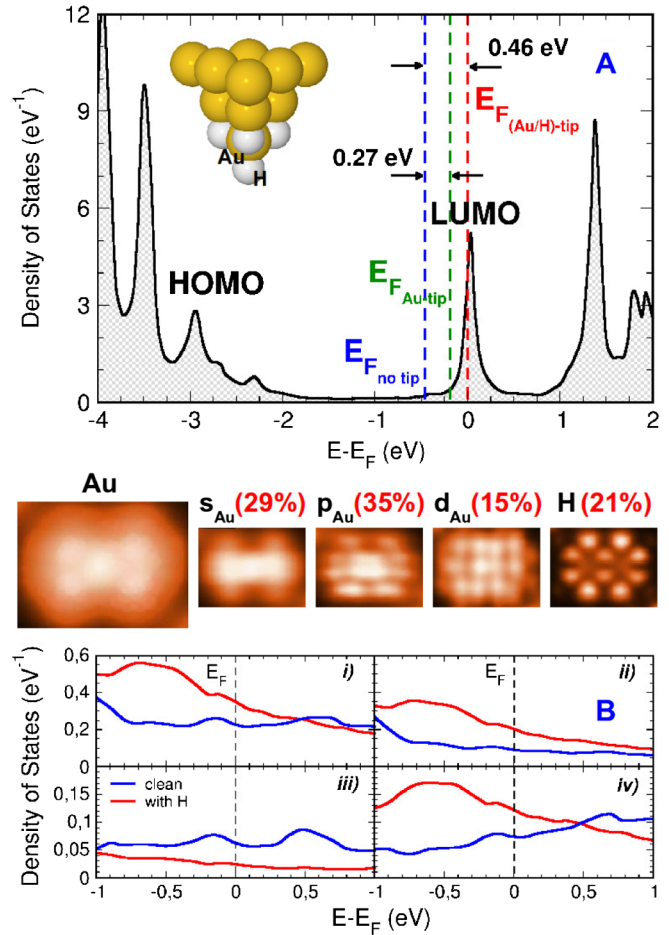 12
9
6
3
0
Density of States (eV⁻¹)
Au
H
0.46 eV
A
E_F(Au/H)-tip
0.27 eV
LUMO
HOMO
E_F Au-tip
E_F no tip
-4 -3 -2 -1 0 1 2
E-E_F (eV)
Au
s_Au (29%) p_Au (35%) d_Au (15%) H (21%)
0,6
0,4
0,2
0
E_F
i)
E_F
ii)
B
Density of States (eV⁻¹)
0,15
0,1
0,05
0
clean
with H
iii)
iv)
-1 -0,5 0 0,5 1
-0,5 0 0,5 1
E-E_F (eV)